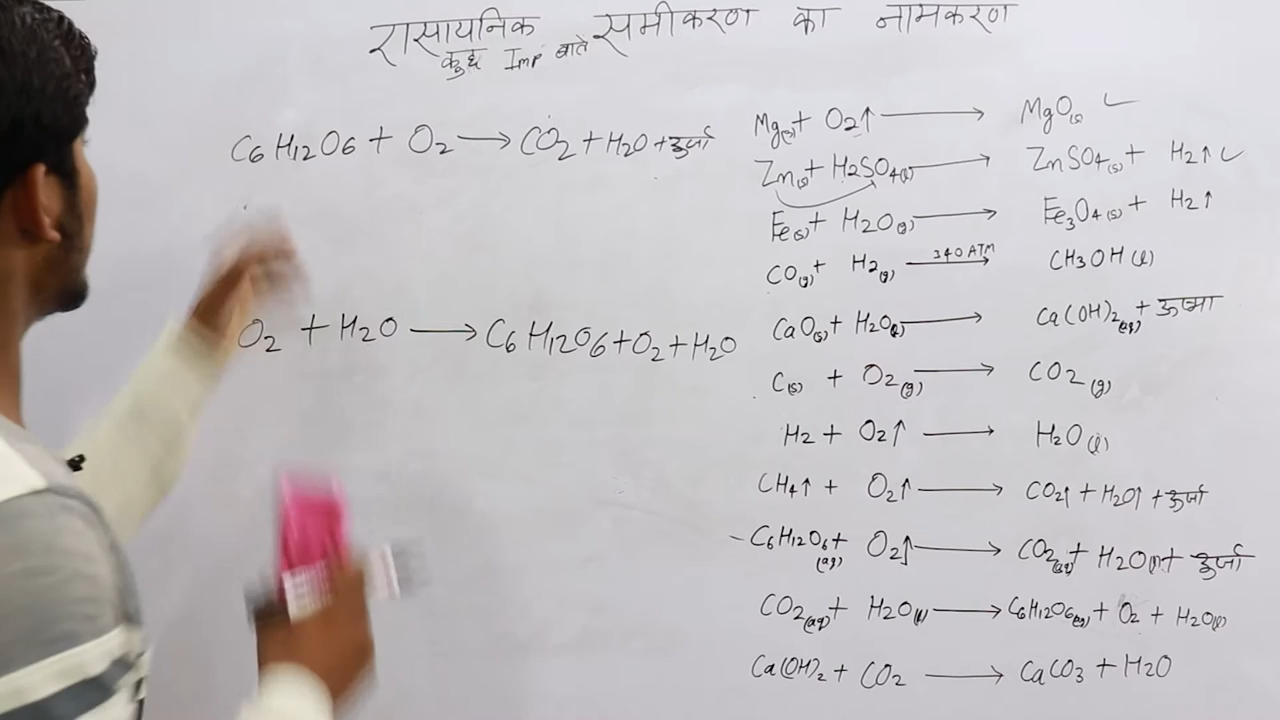 रासायनिक समीकरण का नामकरण
कुछ Imp बाते
C6H12O6 + O2 → CO2 + H2O + ऊर्जा
O2 + H2O → C6H12O6 + O2 + H2O
Mg(s) + O2↑ → MgO(s) ✓
Zn(s) + H2SO4(l) → ZnSO4(s) + H2↑ ✓
Fe(s) + H2O(g) → Fe3O4(s) + H2↑
CO(g) + H2(g) 340 ATM → CH3OH(l)
CaO(s) + H2O(l) → Ca(OH)2(aq) + ऊष्मा
C(s) + O2(g) → CO2(g)
H2 + O2↑ → H2O(l)
CH4↑ + O2↑ → CO2↑ + H2O↑ + ऊर्जा
C6H12O6(aq) + O2↑ → CO2(aq) + H2O(l) + ऊर्जा
CO2(aq) + H2O(l) → C6H12O6(aq) + O2 + H2O(l)
Ca(OH)2 + CO2 → CaCO3 + H2O